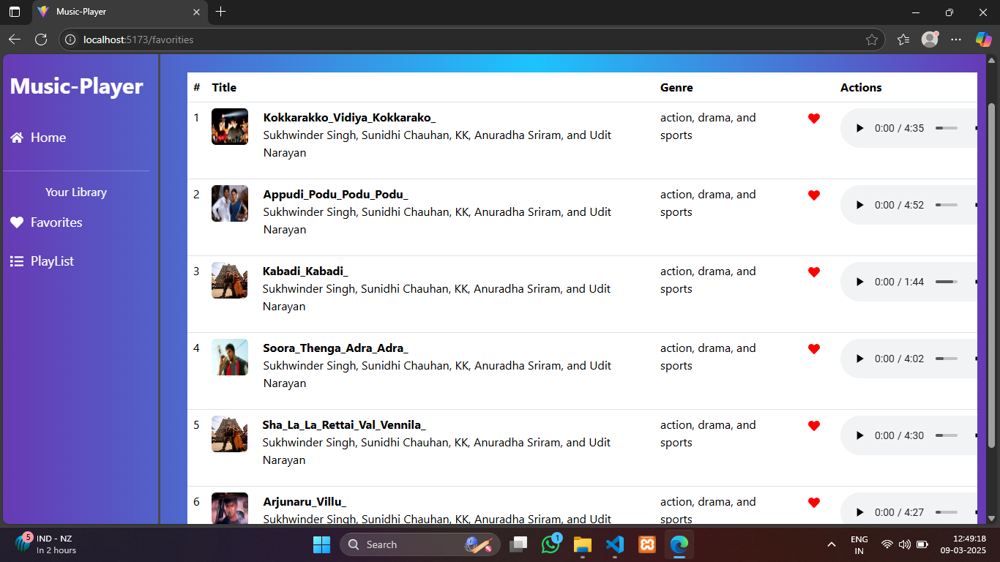 Music-Player
localhost:5173/favorities
Music-Player
Home
Your Library
Favorites
PlayList
# Title Genre Actions
1 Kokkarakko_Vidiya_Kokkarako_ action, drama, and 0:00 / 4:35
Sukhwinder Singh, Sunidhi Chauhan, KK, Anuradha Sriram, and Udit sports
Narayan
2 Appudi_Podu_Podu_Podu_ action, drama, and 0:00 / 4:52
Sukhwinder Singh, Sunidhi Chauhan, KK, Anuradha Sriram, and Udit sports
Narayan
3 Kabadi_Kabadi_ action, drama, and 0:00 / 1:44
Sukhwinder Singh, Sunidhi Chauhan, KK, Anuradha Sriram, and Udit sports
Narayan
4 Soora_Thenga_Adra_Adra_ action, drama, and 0:00 / 4:02
Sukhwinder Singh, Sunidhi Chauhan, KK, Anuradha Sriram, and Udit sports
Narayan
5 Sha_La_La_Rettai_Val_Vennila_ action, drama, and 0:00 / 4:30
Sukhwinder Singh, Sunidhi Chauhan, KK, Anuradha Sriram, and Udit sports
Narayan
6 Arjunaru_Villu_ action, drama, and 0:00 / 4:27
Sukhwinder Singh, Sunidhi Chauhan, KK, Anuradha Sriram, and Udit sports
5 IND - NZ
In 2 hours
Search
1
ENG
IN
12:49:18
09-03-2025